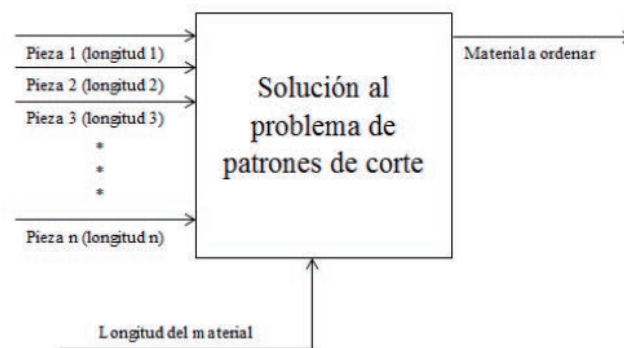 Pieza 1 (longitud 1)
Pieza 2 (longitud 2)
Pieza 3 (longitud 3)
*
*
*
Pieza n (longitud n)
Solución al
problema de
patrones de corte
Material a ordenar
Longitud del material